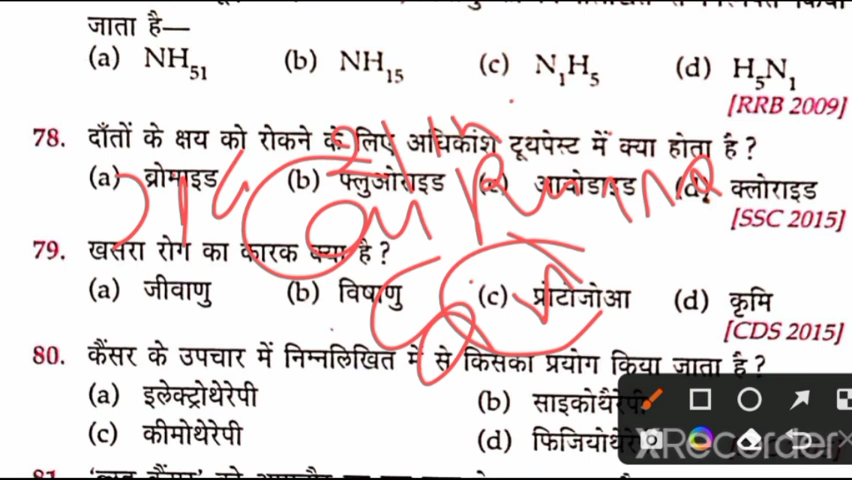 जाता है—
(a) NH51 (b) NH15 (c) N1H5 (d) H5N1
[RRB 2009]
78. दाँतों के क्षय को रोकने के लिए अधिकांश टूथपेस्ट में क्या होता है ?
(a) ब्रोमाइड (b) फ्लुओराइड (c) आयोडाइड (d) क्लोराइड
[SSC 2015]
79. खसरा रोग का कारक क्या है ?
(a) जीवाणु (b) विषाणु (c) प्रोटोजोआ (d) कृमि
[CDS 2015]
80. कैंसर के उपचार में निम्नलिखित में से किसका प्रयोग किया जाता है ?
(a) इलेक्ट्रोथेरेपी (b) साइकोथैरेपी
(c) कीमोथेरेपी (d) फिजियोथेरे
XRecorder